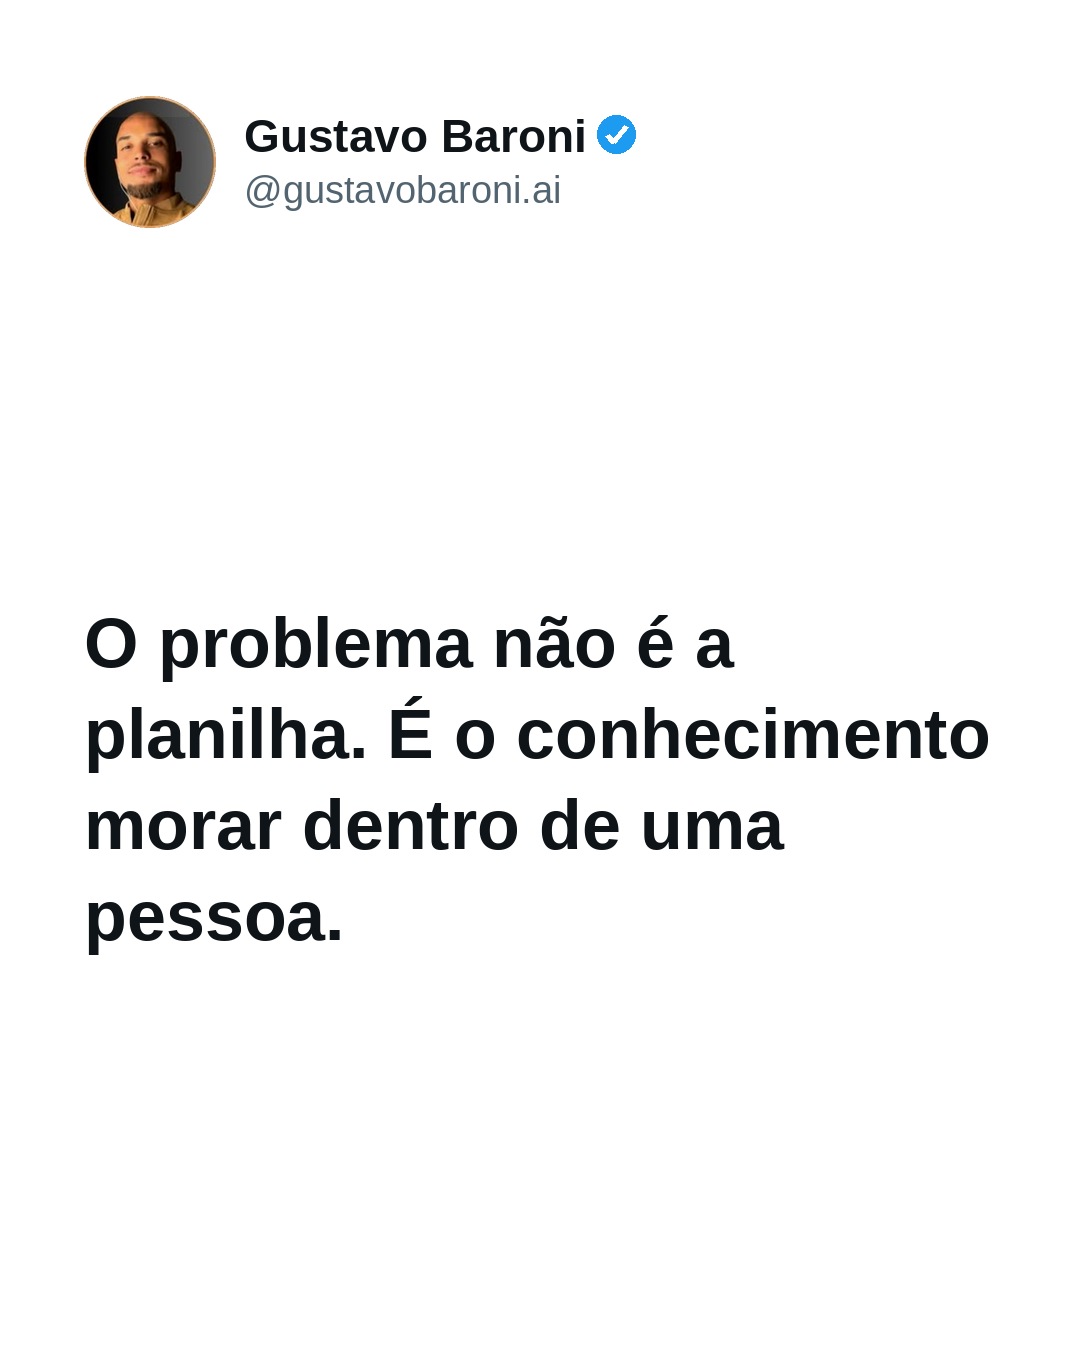 Gustavo Baroni
@gustavobaroni.ai
O problema não é a
planilha. É o conhecimento
morar dentro de uma
pessoa.